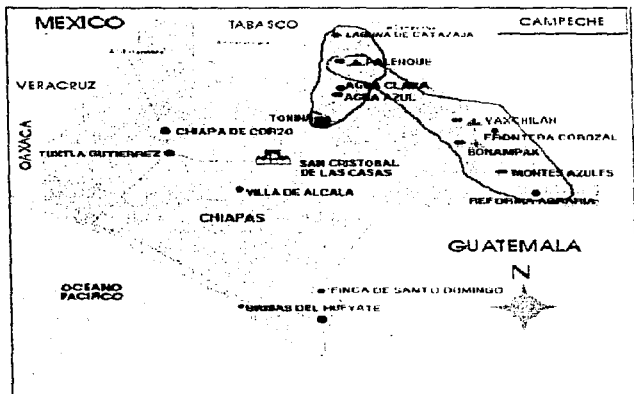 MEXICO
TABASCO
CAMPECHE
LAGUNA DE CATAZAJA
PALENQUE
VERACRUZ
AGUA CLARA
AGUA AZUL
TONINA
OAXACA
CHIAPA DE CORZO
YAXCHILAN
FRONTERA COROZAL
TUXTLA GUTIERREZ
BONAMPAK
SAN CRISTOBAL
DE LAS CASAS
MONTES AZULES
VILLA DE ALCALA
REFORMA AGRARIA
CHIAPAS
GUATEMALA
N
OCEANO
PACIFICO
FINCA DE SANTO DOMINGO